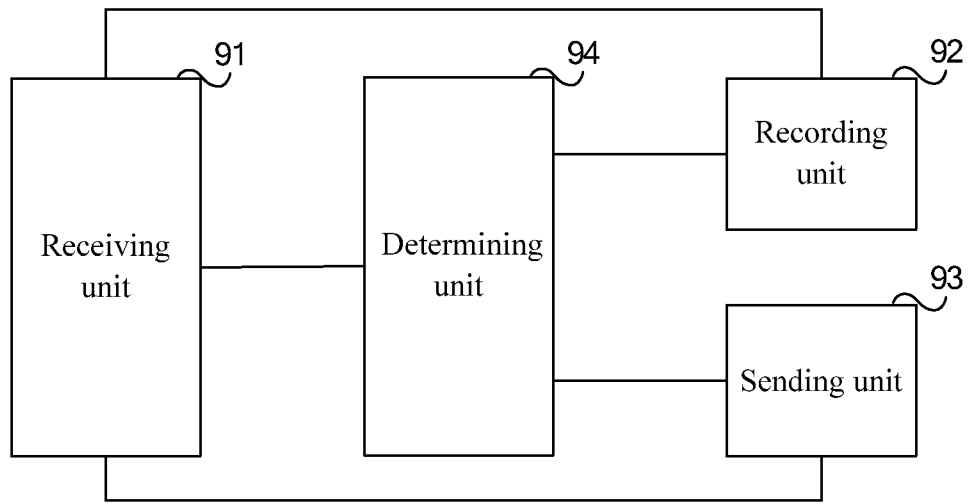 91
94
92
Recording
unit
Receiving
unit
Determining
unit
93
Sending unit